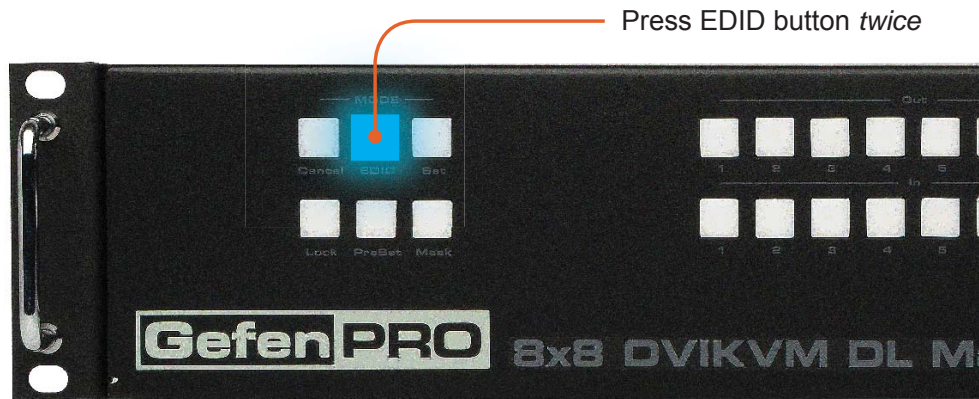 Press EDID button twice
MODE
Cancel EDID Set
Lock PreSet Mask
Out
1 2 3 4 5
In
1 2 3 4 5
GefenPRO
8x8 DVIKVM DL M